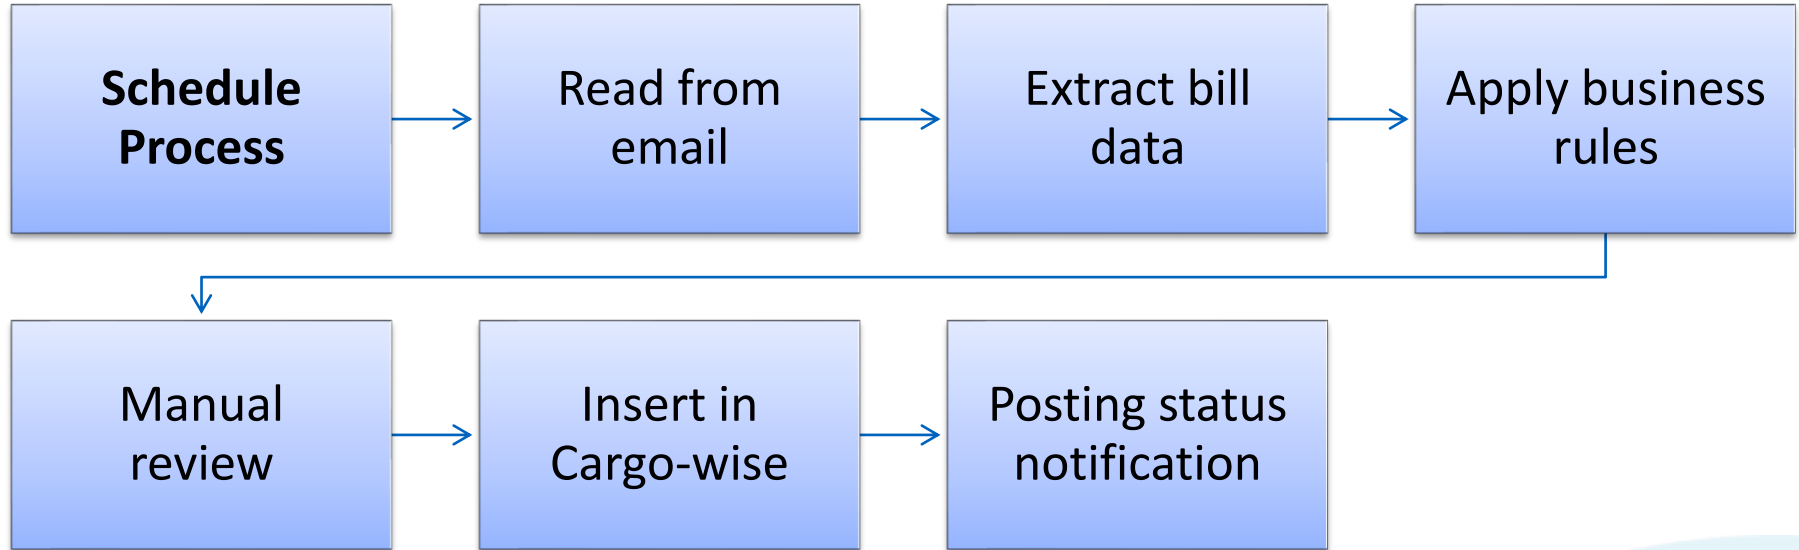 Schedule
Process
Read from
email
Extract bill
data
Apply business
rules
Manual
review
Insert in
Cargo-wise
Posting status
notification